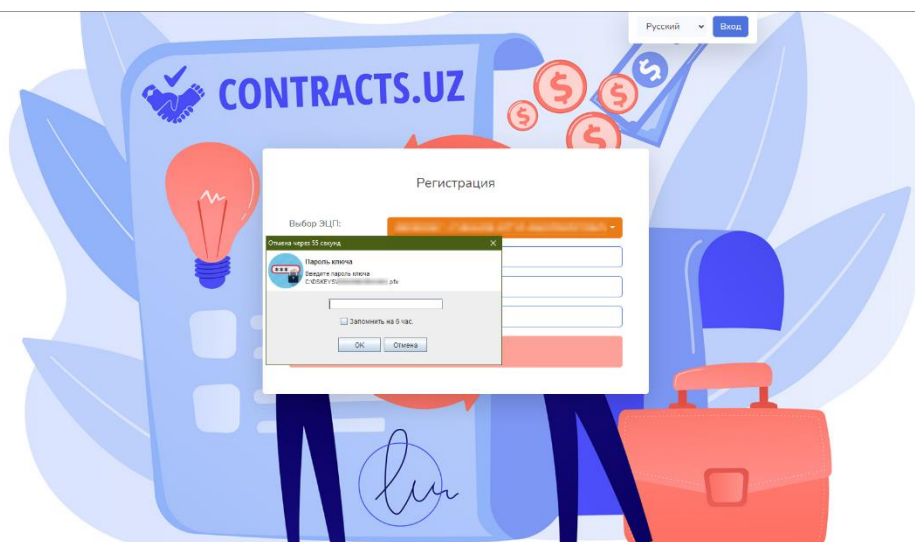 Русский
Вход
CONTRACTS.UZ
Регистрация
Выбор ЭЦП:
Отмена через 55 секунд
Пароль ключа
Введите пароль ключа
C:\DSKEYS\ .pfx
Запомнить на 6 час.
OK
Отмена